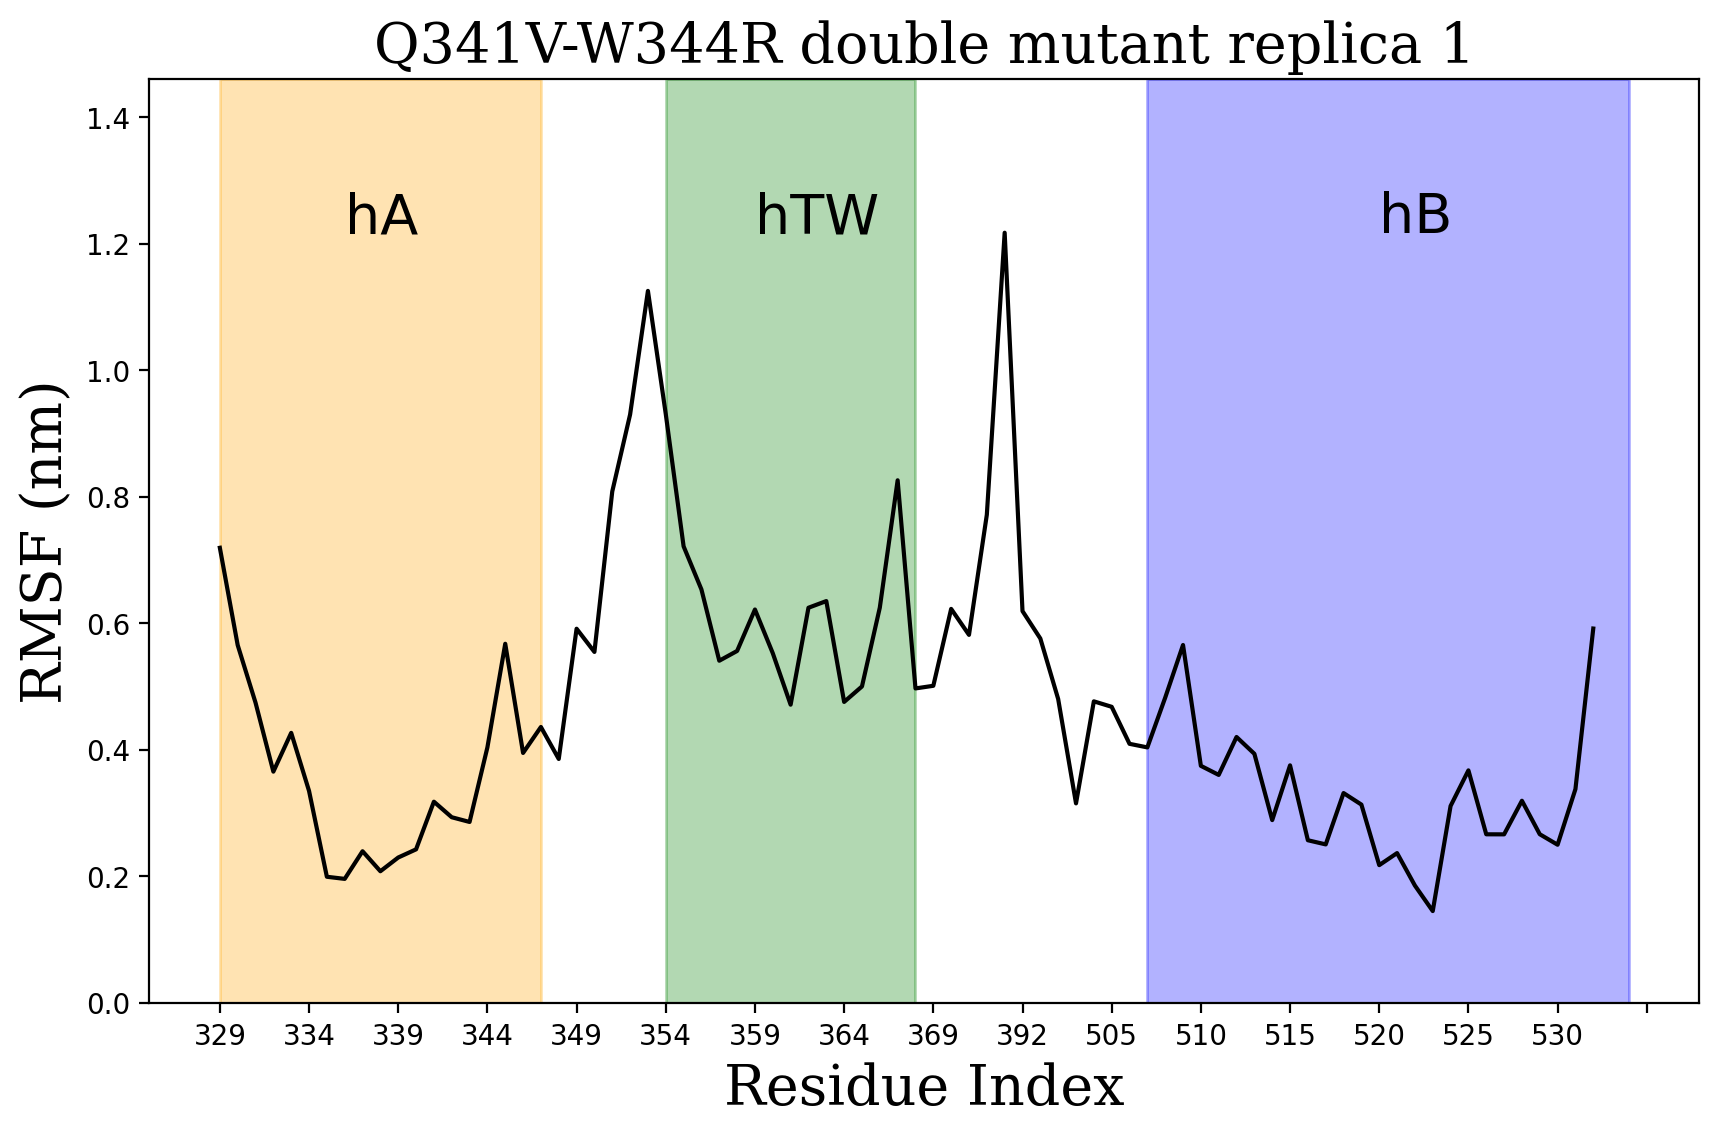 Q341V-W344R double mutant replica 1
1.4
1.2
1.0
0.8
0.6
0.4
0.2
0.0
RMSF (nm)
hA
hTW
hB
329 334 339 344 349 354 359 364 369 392 505 510 515 520 525 530
Residue Index